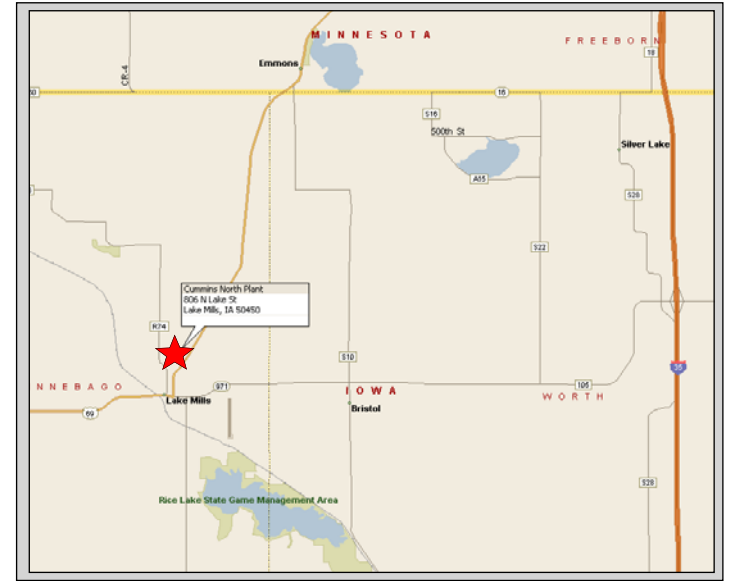 MINNESOTA
FREEBORN
18
Emmons
CR-4
16
S16
500th St
Silver Lake
A15
S26
S22
Cummins North Plant
806 N Lake St
Lake Mills, IA 50450
R74
S10
35
NNEBAGO
971
IOWA
105
WORTH
Lake Mills
Bristol
69
S28
Rice Lake State Game Management Area